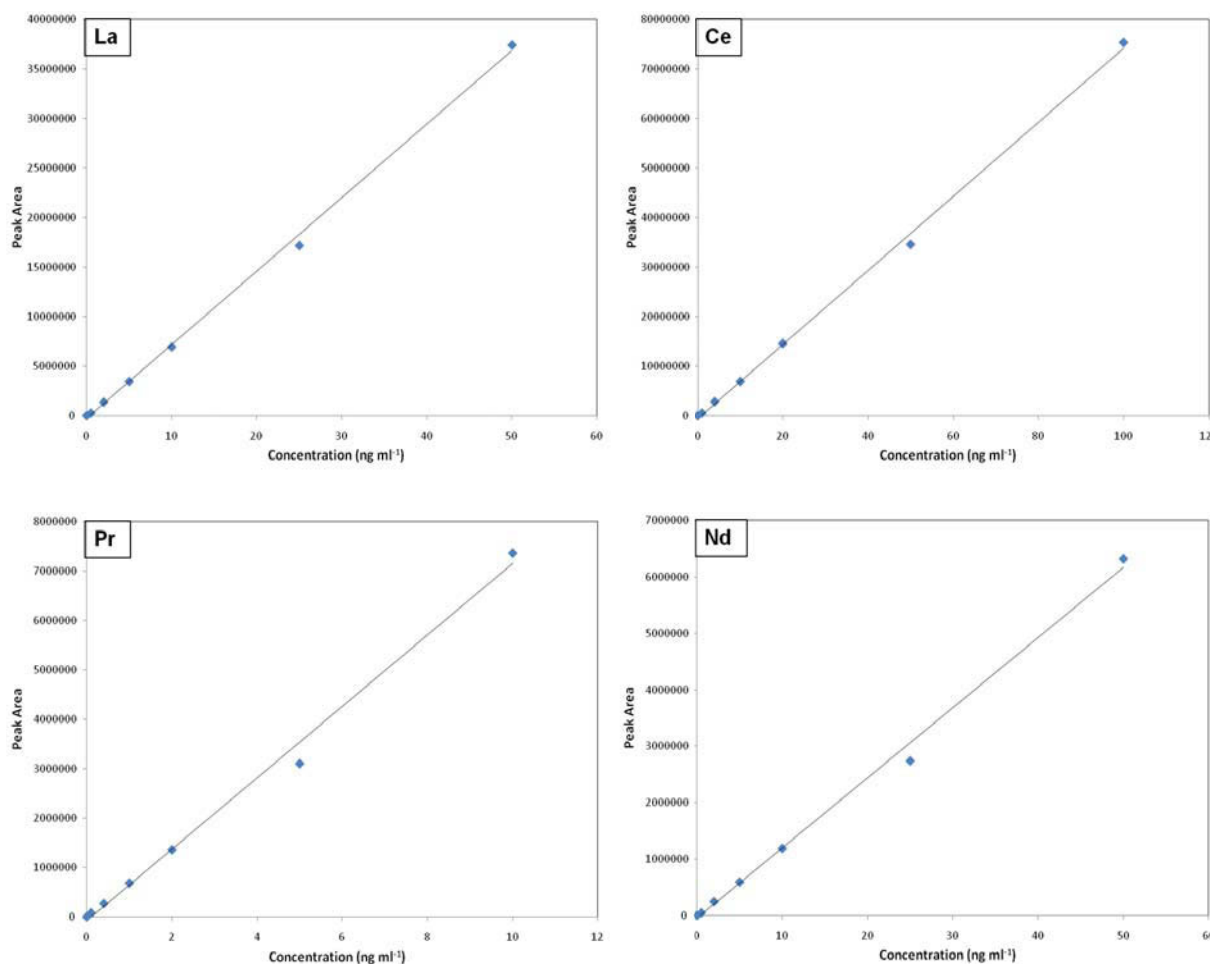 La
40000000
35000000
30000000
25000000
20000000
15000000
10000000
5000000
0
Peak Area
0 10 20 30 40 50 60
Concentration (ng ml⁻¹)
Ce
80000000
70000000
60000000
50000000
40000000
30000000
20000000
10000000
0
Peak Area
0 20 40 60 80 100 12
Concentration (ng ml⁻¹)
Pr
8000000
7000000
6000000
5000000
4000000
3000000
2000000
1000000
0
Peak Area
0 2 4 6 8 10 12
Concentration (ng ml⁻¹)
Nd
7000000
6000000
5000000
4000000
3000000
2000000
1000000
0
Peak Area
0 10 20 30 40 50 60
Concentration (ng ml⁻¹)